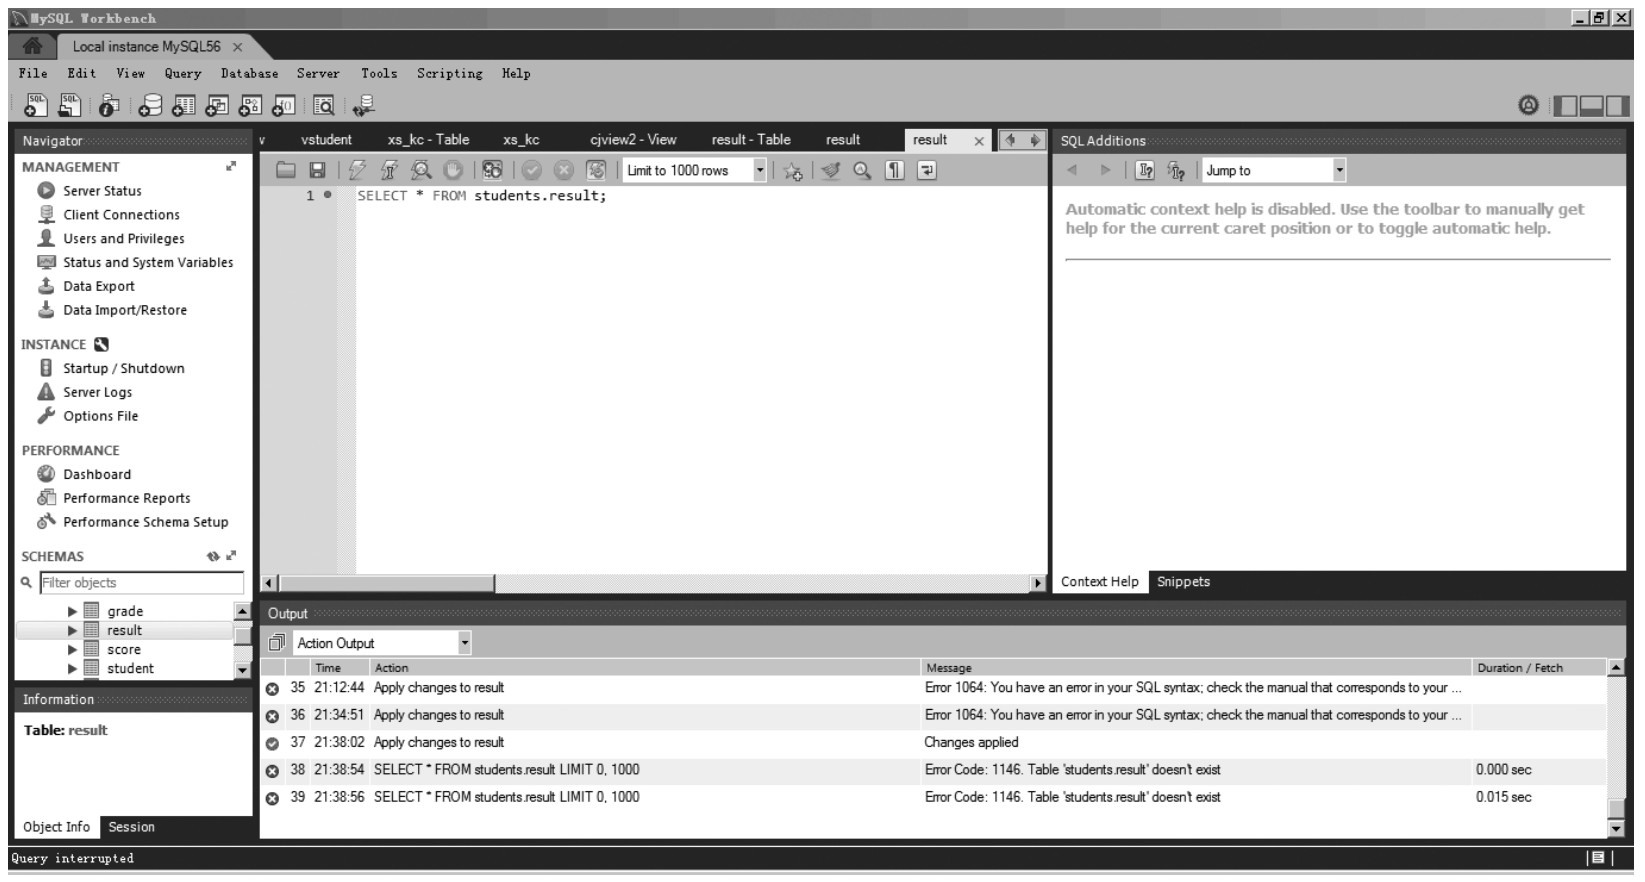 MySQL Workbench
Local instance MySQL56 ×
File Edit View Query Database Server Tools Scripting Help
Navigator
MANAGEMENT
Server Status
Client Connections
Users and Privileges
Status and System Variables
Data Export
Data Import/Restore
INSTANCE
Startup / Shutdown
Server Logs
Options File
PERFORMANCE
Dashboard
Performance Reports
Performance Schema Setup
SCHEMAS
Filter objects
grade
result
score
student
Information
Table: result
Object Info Session
v vstudent xs_kc - Table xs_kc cjview2 - View result - Table result result ×
Limit to 1000 rows
1 SELECT * FROM students.result;
SQL Additions
Jump to
Automatic context help is disabled. Use the toolbar to manually get
help for the current caret position or to toggle automatic help.
Context Help Snippets
Output
Action Output
Time Action Message Duration / Fetch
35 21:12:44 Apply changes to result Error 1064: You have an error in your SQL syntax; check the manual that corresponds to your ...
36 21:34:51 Apply changes to result Error 1064: You have an error in your SQL syntax; check the manual that corresponds to your ...
37 21:38:02 Apply changes to result Changes applied
38 21:38:54 SELECT * FROM students.result LIMIT 0, 1000 Error Code: 1146. Table 'students.result' doesn't exist 0.000 sec
39 21:38:56 SELECT * FROM students.result LIMIT 0, 1000 Error Code: 1146. Table 'students.result' doesn't exist 0.015 sec
Query interrupted